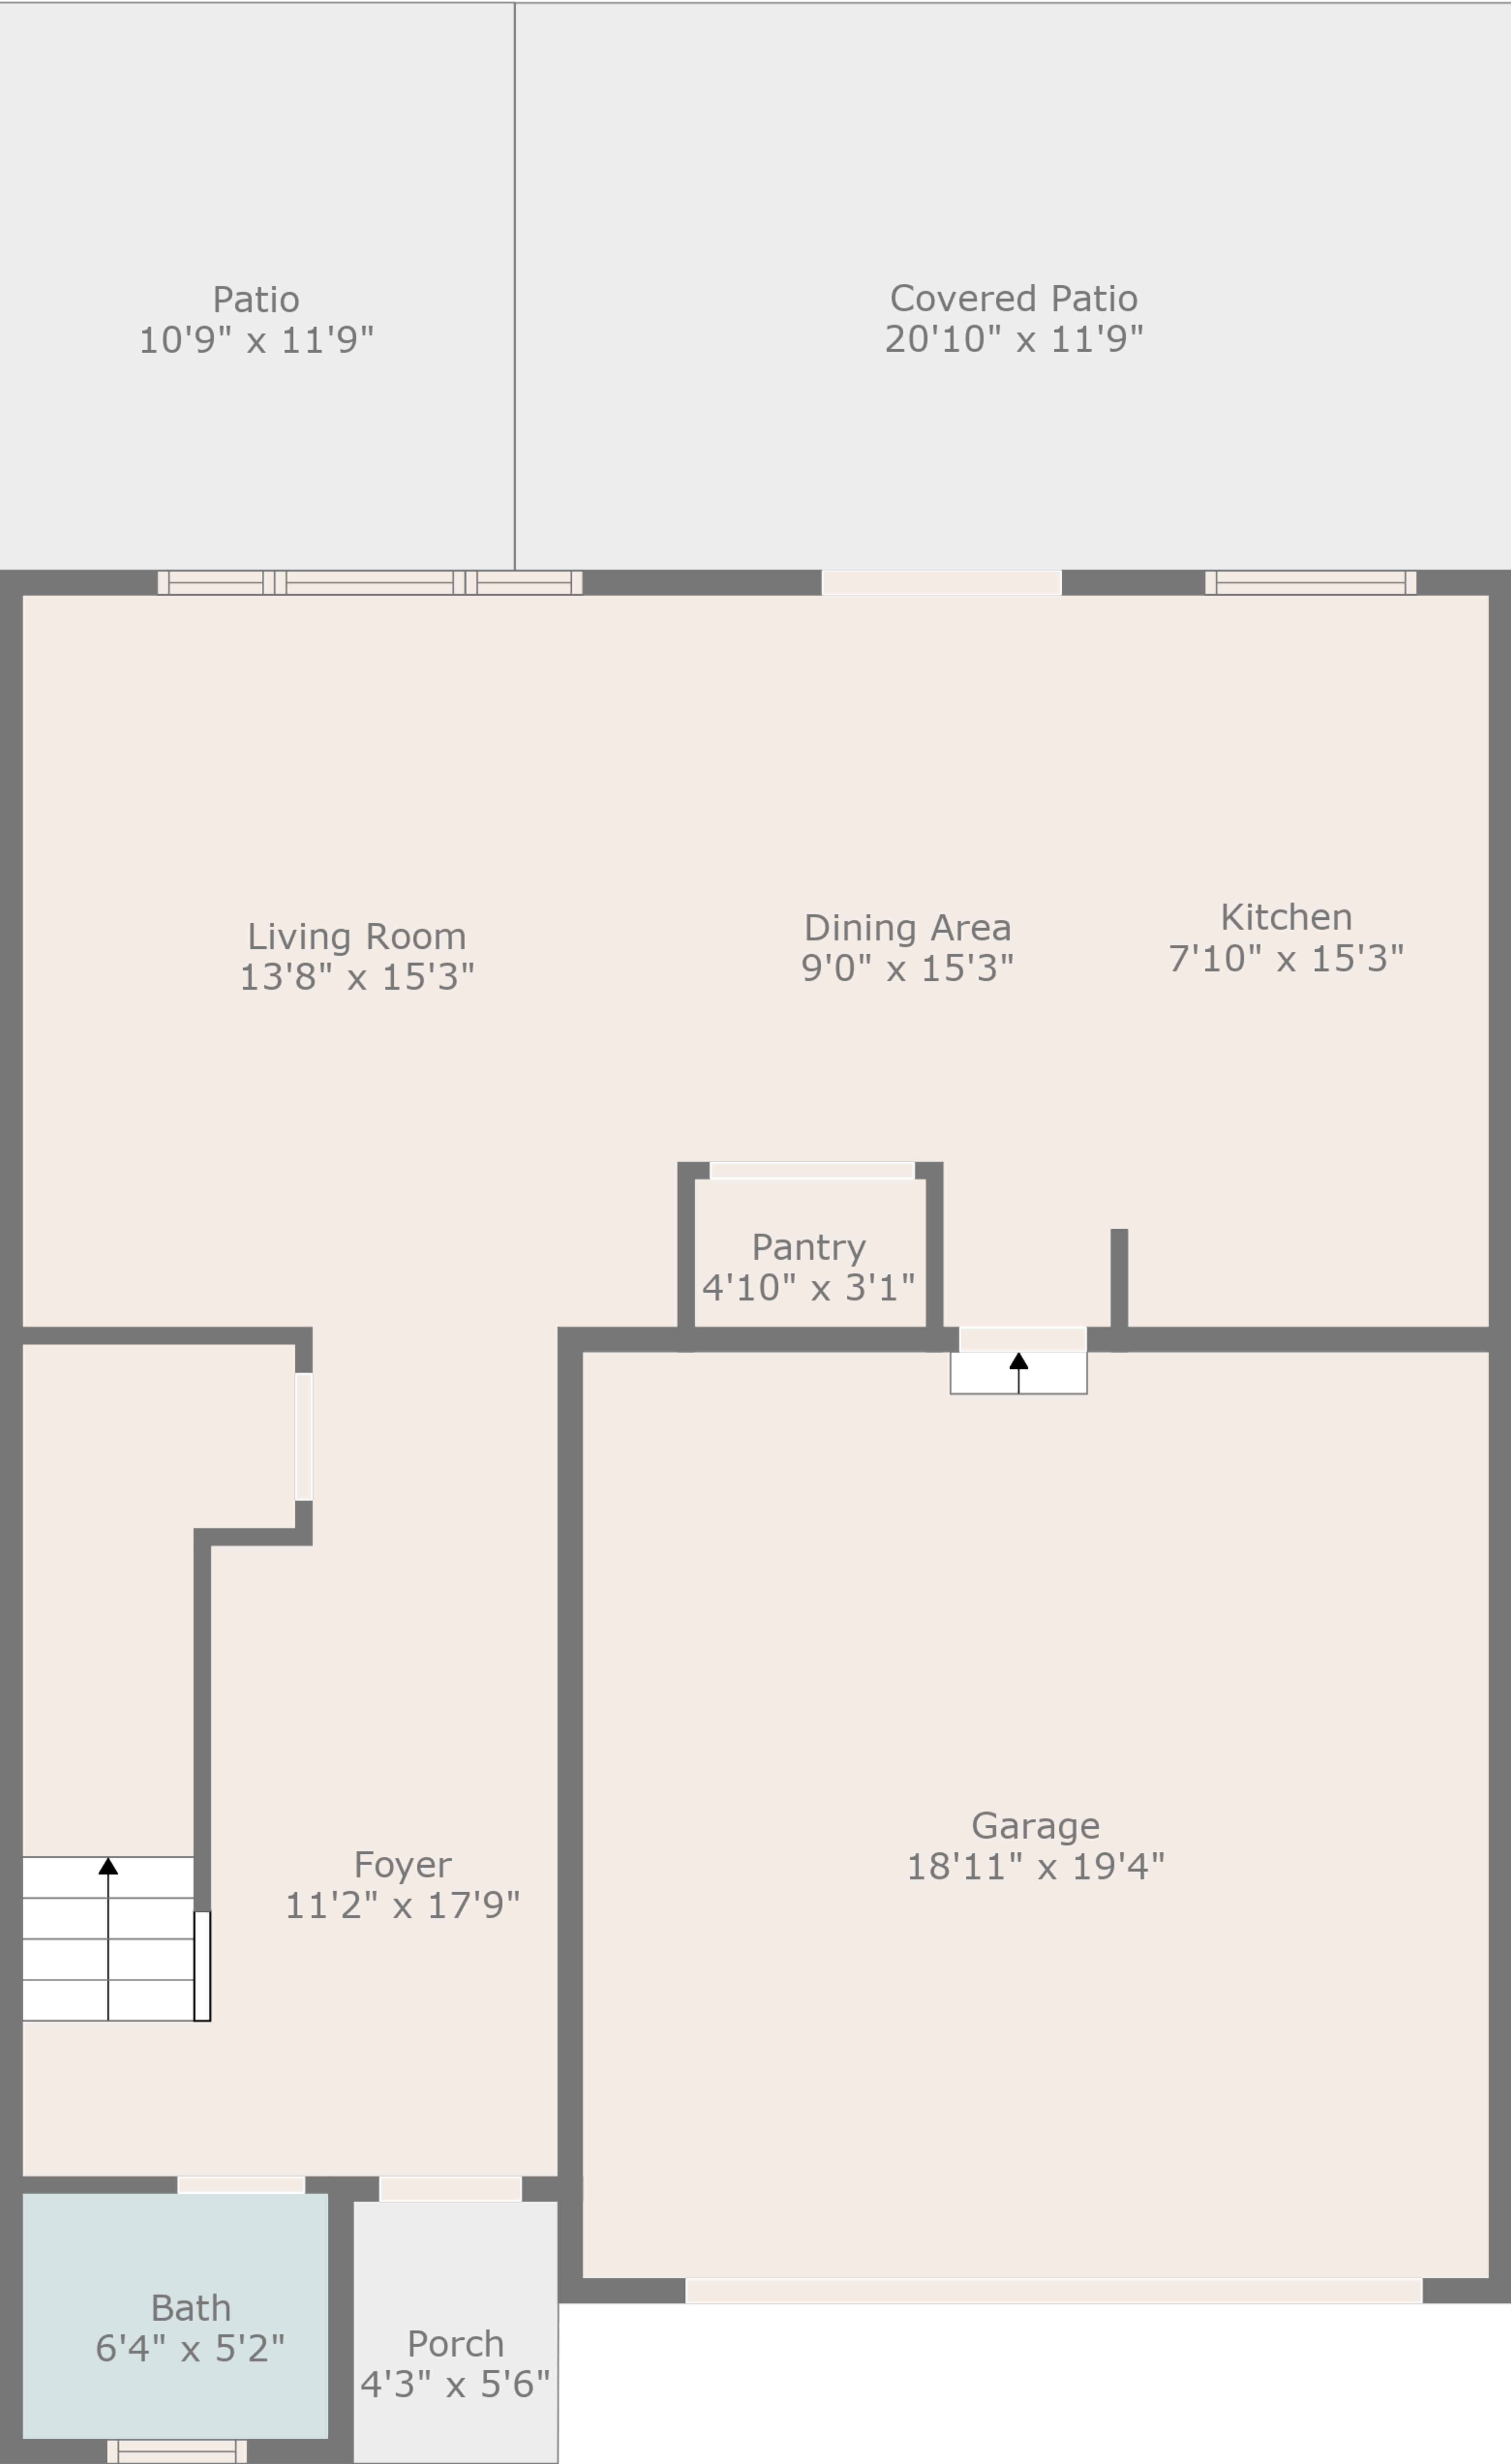 Patio
10'9" x 11'9"
Covered Patio
20'10" x 11'9"
Living Room
13'8" x 15'3"
Dining Area
9'0" x 15'3"
Kitchen
7'10" x 15'3"
Pantry
4'10" x 3'1"
Foyer
11'2" x 17'9"
Garage
18'11" x 19'4"
Bath
6'4" x 5'2"
Porch
4'3" x 5'6"